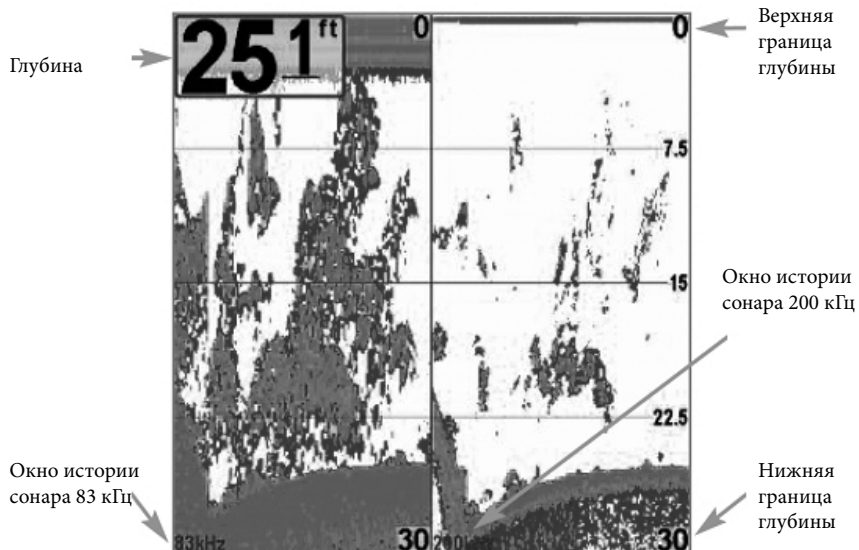 Глубина
25 1 ft
0
0
Верхняя
граница
глубины
7.5
15
Окно истории
сонара 200 кГц
22.5
Окно истории
сонара 83 кГц
83kHz
30
30
Нижняя
граница
глубины